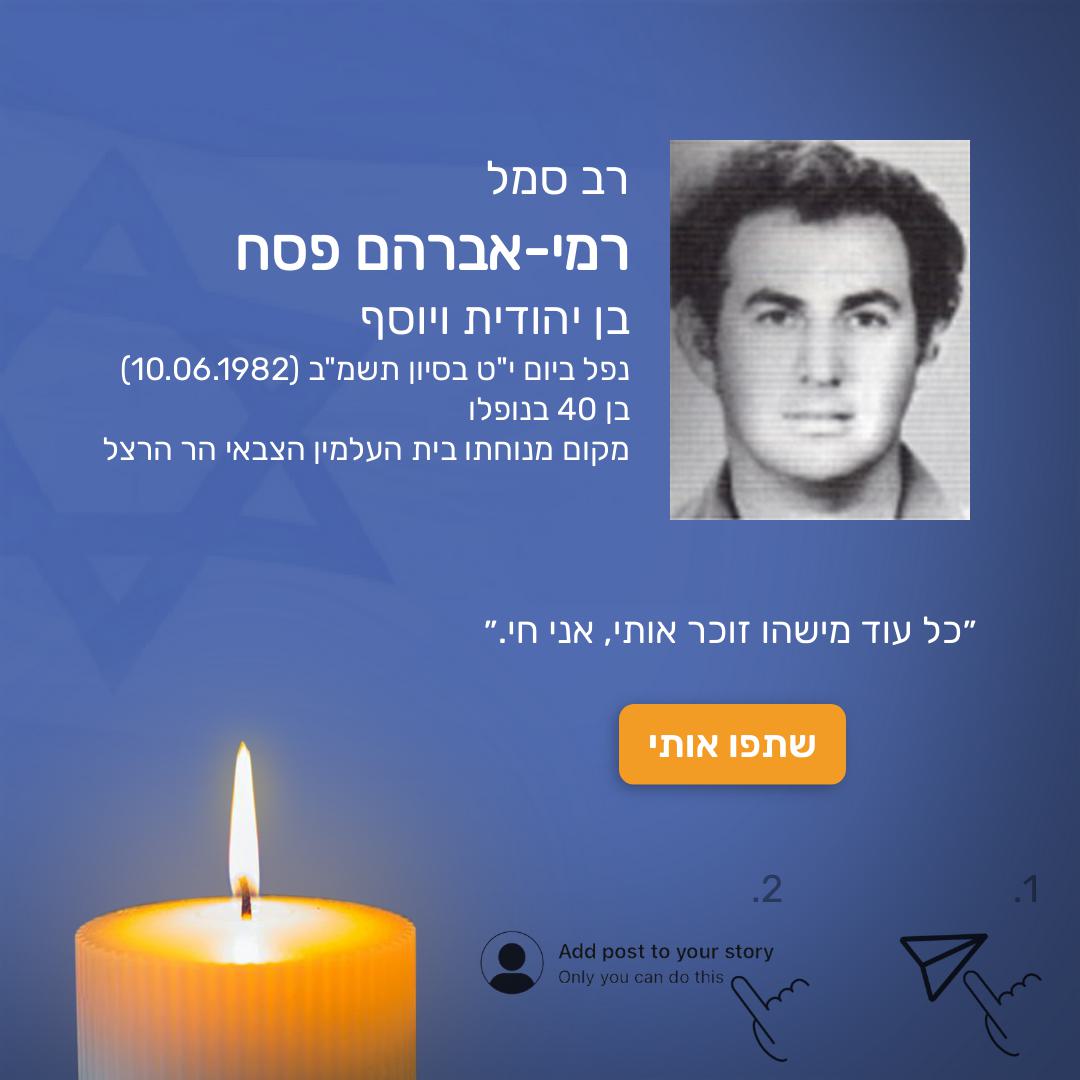 רב סמל
רמי-אברהם פסח
בן יהודית ויוסף
נפל ביום י"ט בסיון תשמ"ב (10.06.1982)
בן 40 בנופלו
מקום מנוחתו בית העלמין הצבאי הר הרצל
״כל עוד מישהו זוכר אותי, אני חי.״
שתפו אותי
1.
2.
Add post to your story
Only you can do this